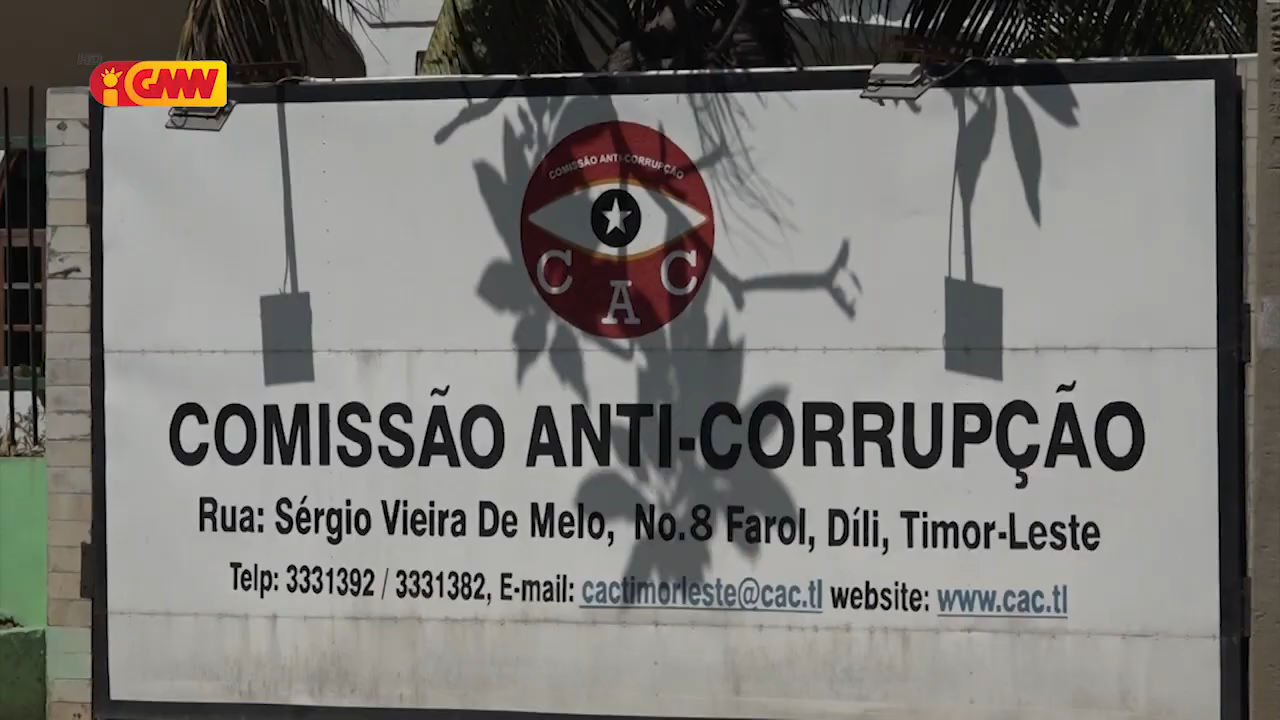 GMN
COMISSÃO ANTI-CORRUPÇÃO
C A C
COMISSÃO ANTI-CORRUPÇÃO
Rua: Sérgio Vieira De Melo, No.8 Farol, Díli, Timor-Leste
Telp: 3331392 / 3331382, E-mail: cactimorleste@cac.tl website: www.cac.tl